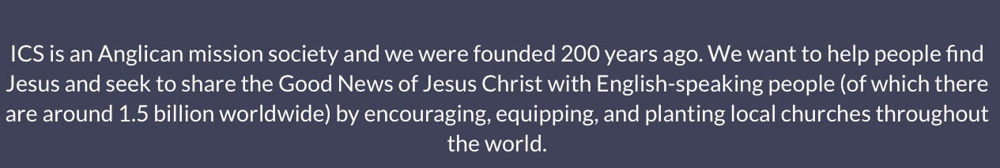 ICS is an Anglican mission society and we were founded 200 years ago. We want to help people find
Jesus and seek to share the Good News of Jesus Christ with English-speaking people (of which there
are around 1.5 billion worldwide) by encouraging, equipping, and planting local churches throughout
the world.